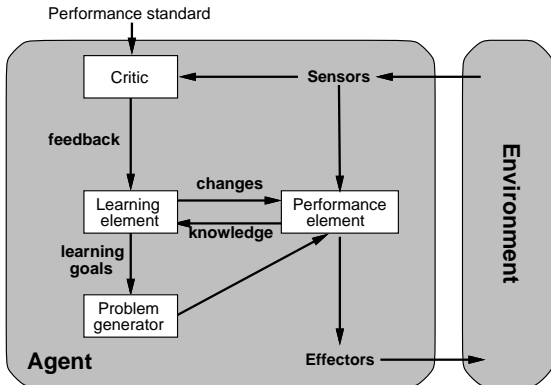 Performance standard
Critic
Sensors
feedback
changes
Learning
element
Performance
element
knowledge
learning
goals
Problem
generator
Agent
Effectors
Environment